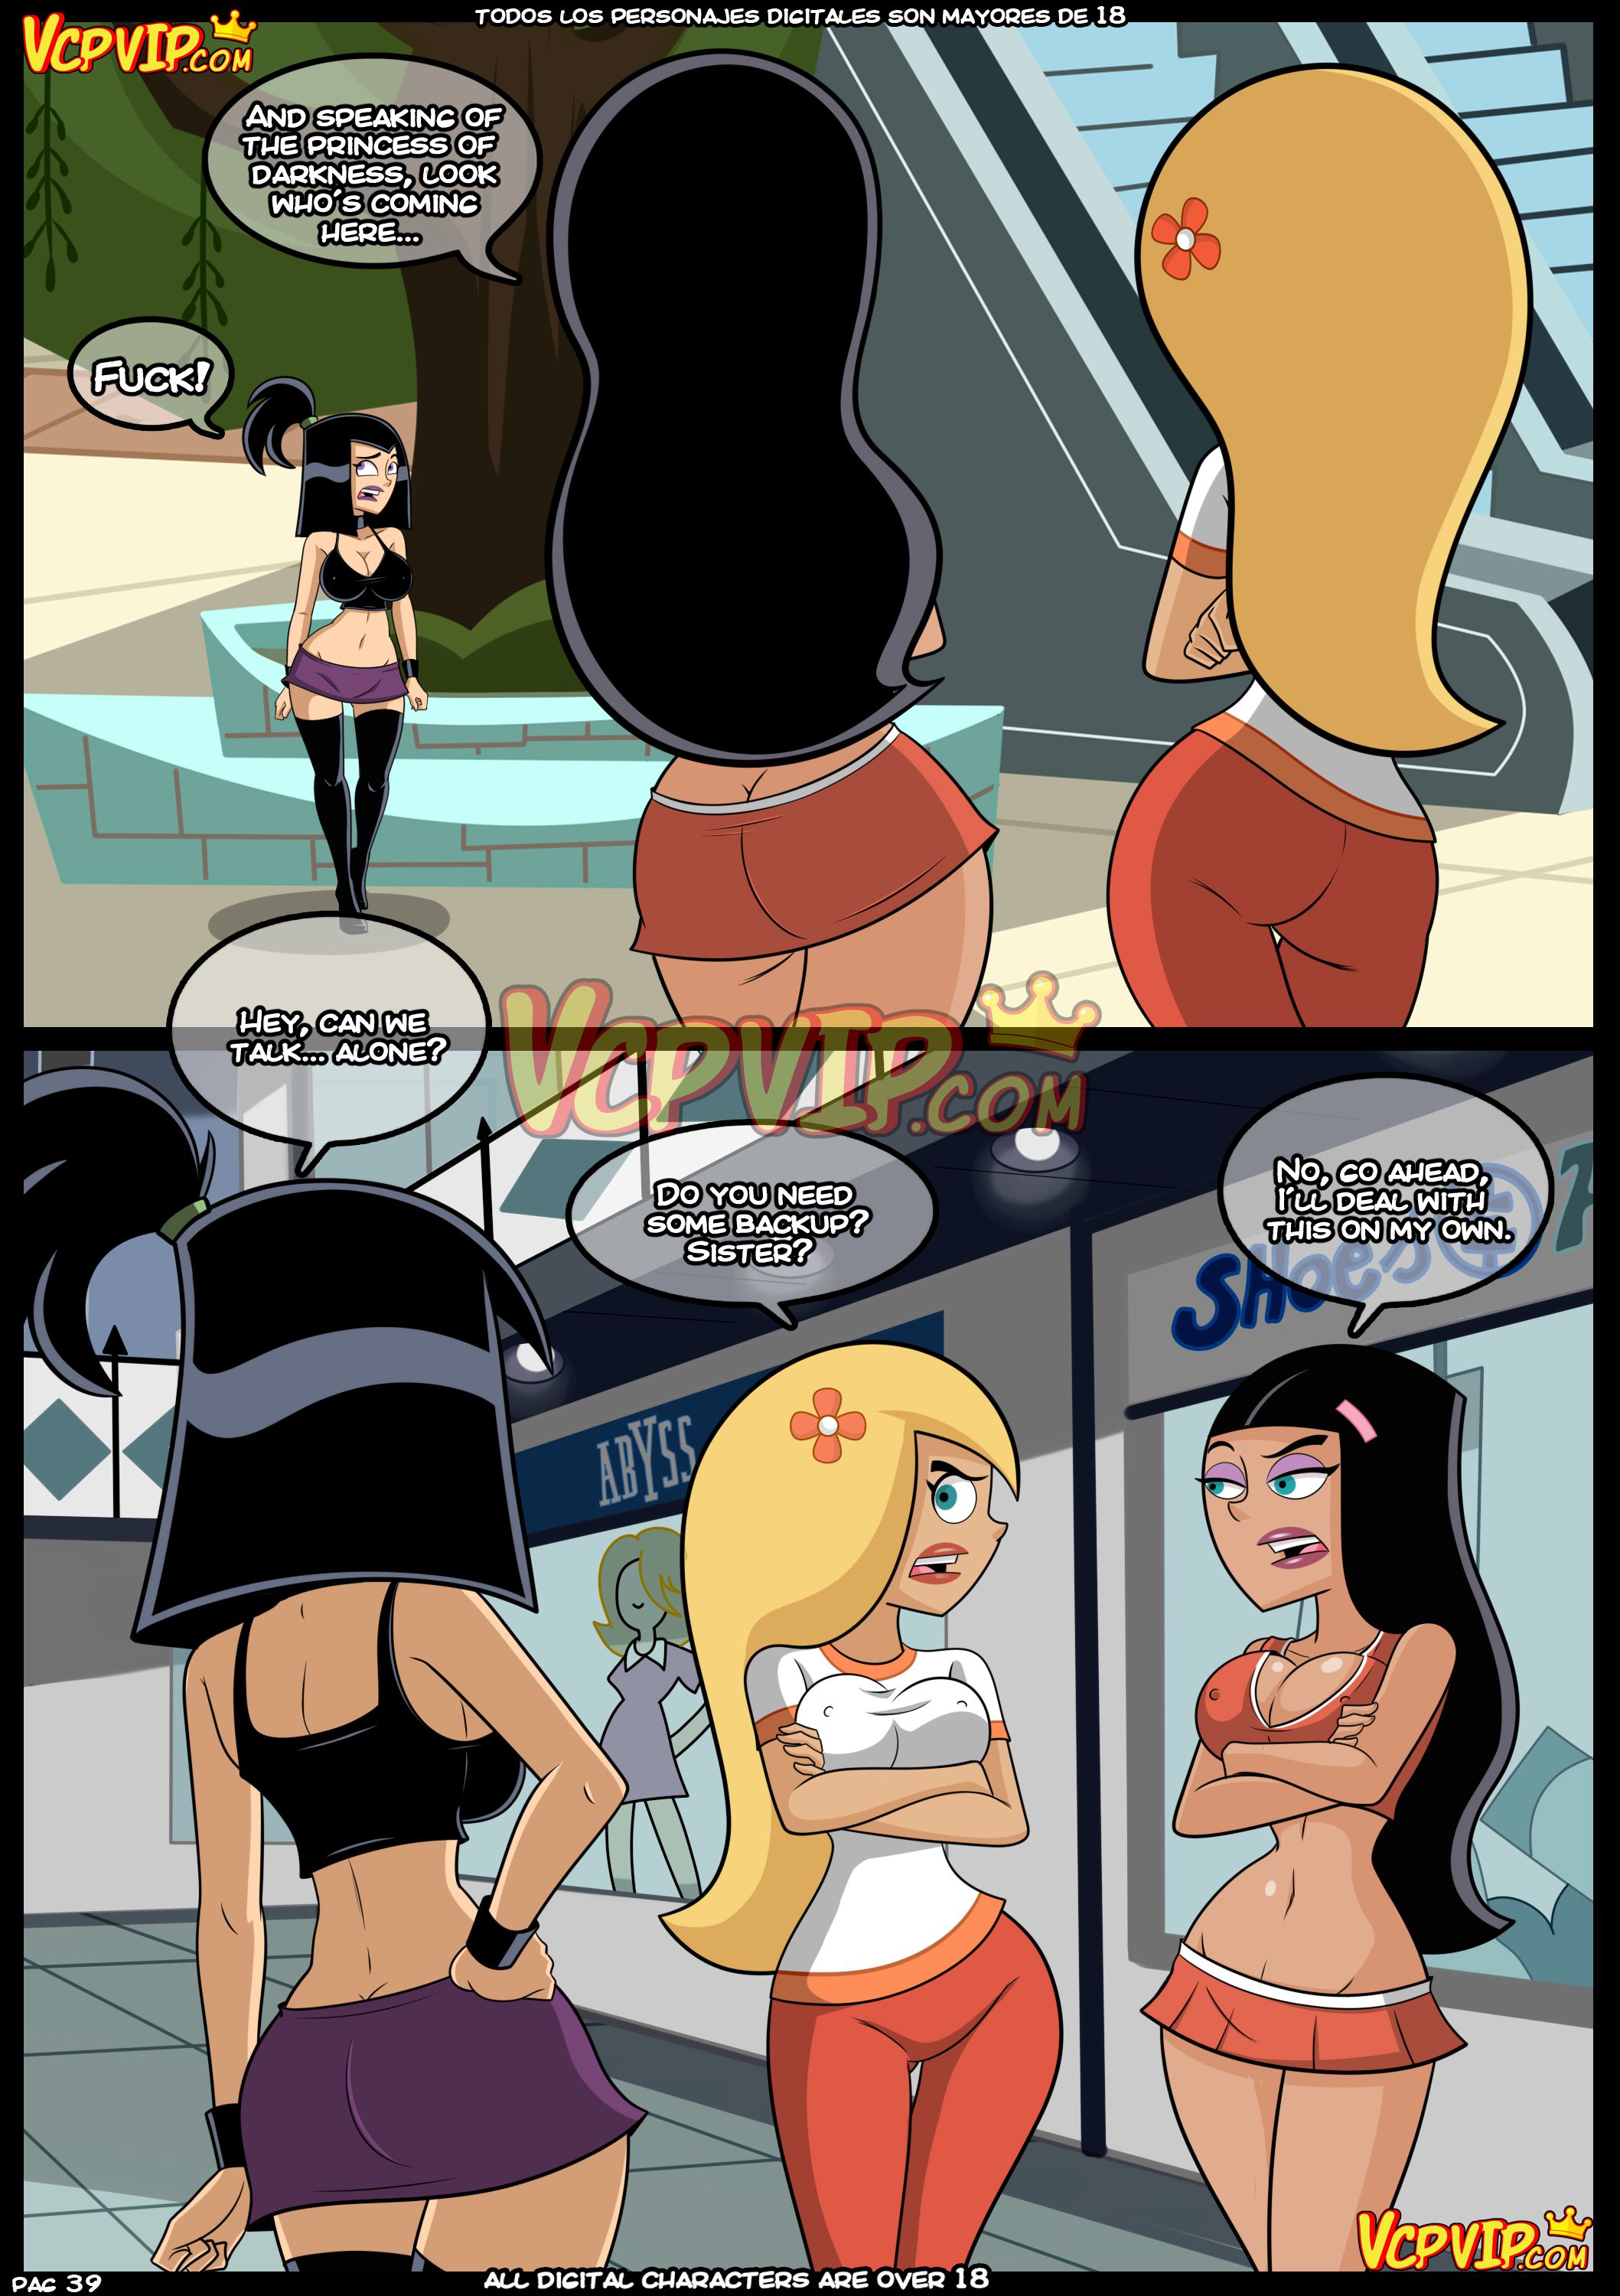 TODOS LOS PERSONAJES DIGITALES SON MAYORES DE 18
VCPVIP.COM
AND SPEAKING OF
THE PRINCESS OF
DARKNESS, LOOK
WHO'S COMING
HERE...
FUCK!
HEY, CAN WE
TALK... ALONE?
VCPVIP.COM
DO YOU NEED
SOME BACKUP?
SISTER?
NO, GO AHEAD,
I'LL DEAL WITH
THIS ON MY OWN.
SHOES
ABYSS
VCPVIP.COM
PAG 39
ALL DIGITAL CHARACTERS ARE OVER 18